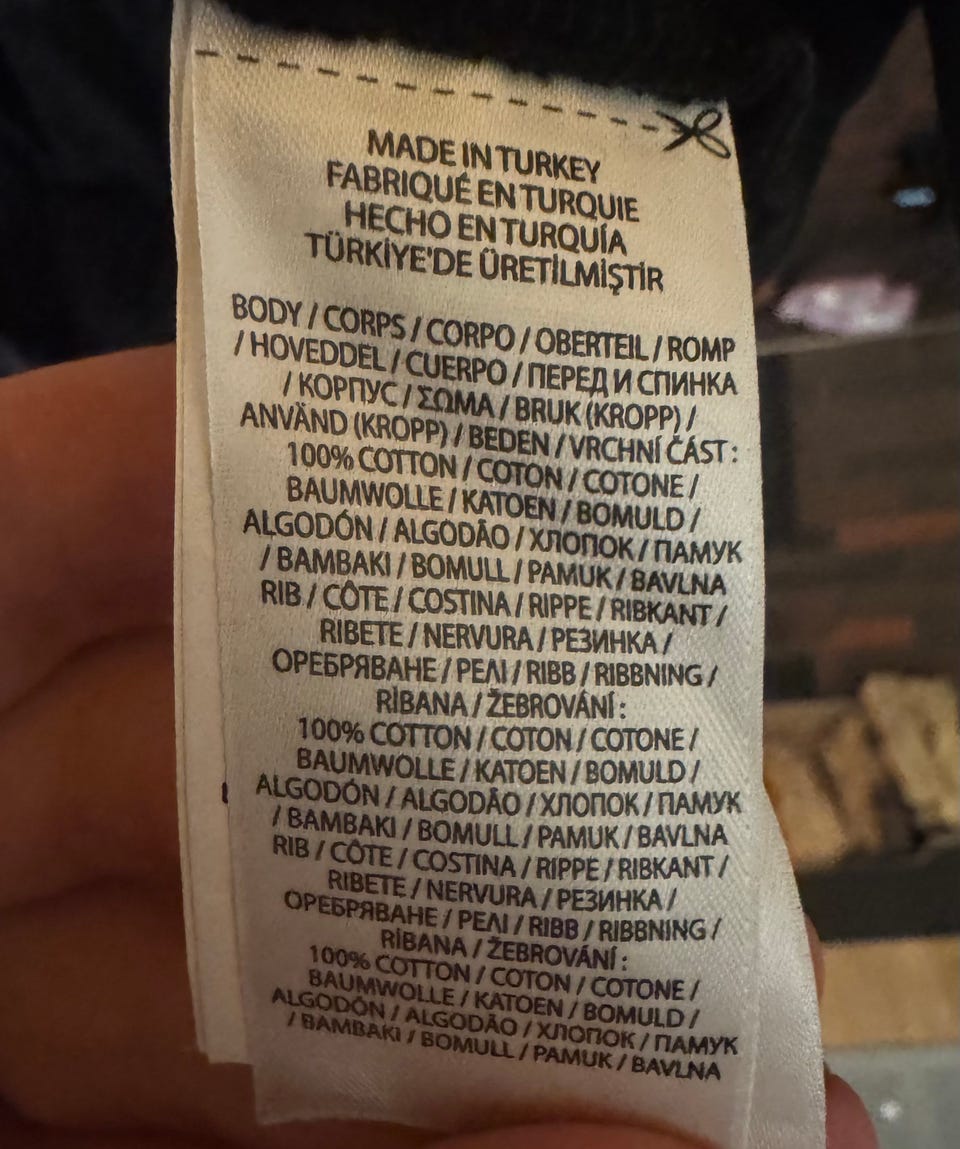 MADE IN TURKEY
FABRIQUÉ EN TURQUIE
HECHO EN TURQUÍA
TÜRKİYE'DE ÜRETİLMİŞTİR
BODY / CORPS / CORPO / OBERTEIL / ROMP
/ HOVEDDEL / CUERPO / ПЕРЕД И СПИНКА
/ КОРПУС / ΣΩΜΑ / BRUK (KROPP) /
ANVÄND (KROPP) / BEDEN / VRCHNÍ ČÁST :
100% COTTON / COTON / COTONE /
BAUMWOLLE / KATOEN / BOMULD /
ALGODÓN / ALGODÃO / ХЛОПОК / ПАМУК
/ BAMBAKI / BOMULL / PAMUK / BAVLNA
RIB / CÔTE / COSTINA / RIPPE / RIBKANT /
RIBETE / NERVURA / РЕЗИНКА /
ОРЕБРЯВАНЕ / РЕΛΙ / RIBB / RIBBNING /
RİBANA / ŽEBROVÁNÍ :
100% COTTON / COTON / COTONE /
BAUMWOLLE / KATOEN / BOMULD /
ALGODÓN / ALGODÃO / ХЛОПОК / ПАМУК
/ BAMBAKI / BOMULL / PAMUK / BAVLNA
RIB / CÔTE / COSTINA / RIPPE / RIBKANT /
RIBETE / NERVURA / РЕЗИНКА /
ОРЕБРЯВАНЕ / РЕΛΙ / RIBB / RIBBNING /
RİBANA / ŽEBROVÁNÍ :
100% COTTON / COTON / COTONE /
BAUMWOLLE / KATOEN / BOMULD /
ALGODÓN / ALGODÃO / ХЛОПОК / ПАМУК
/ BAMBAKI / BOMULL / PAMUK / BAVLNA